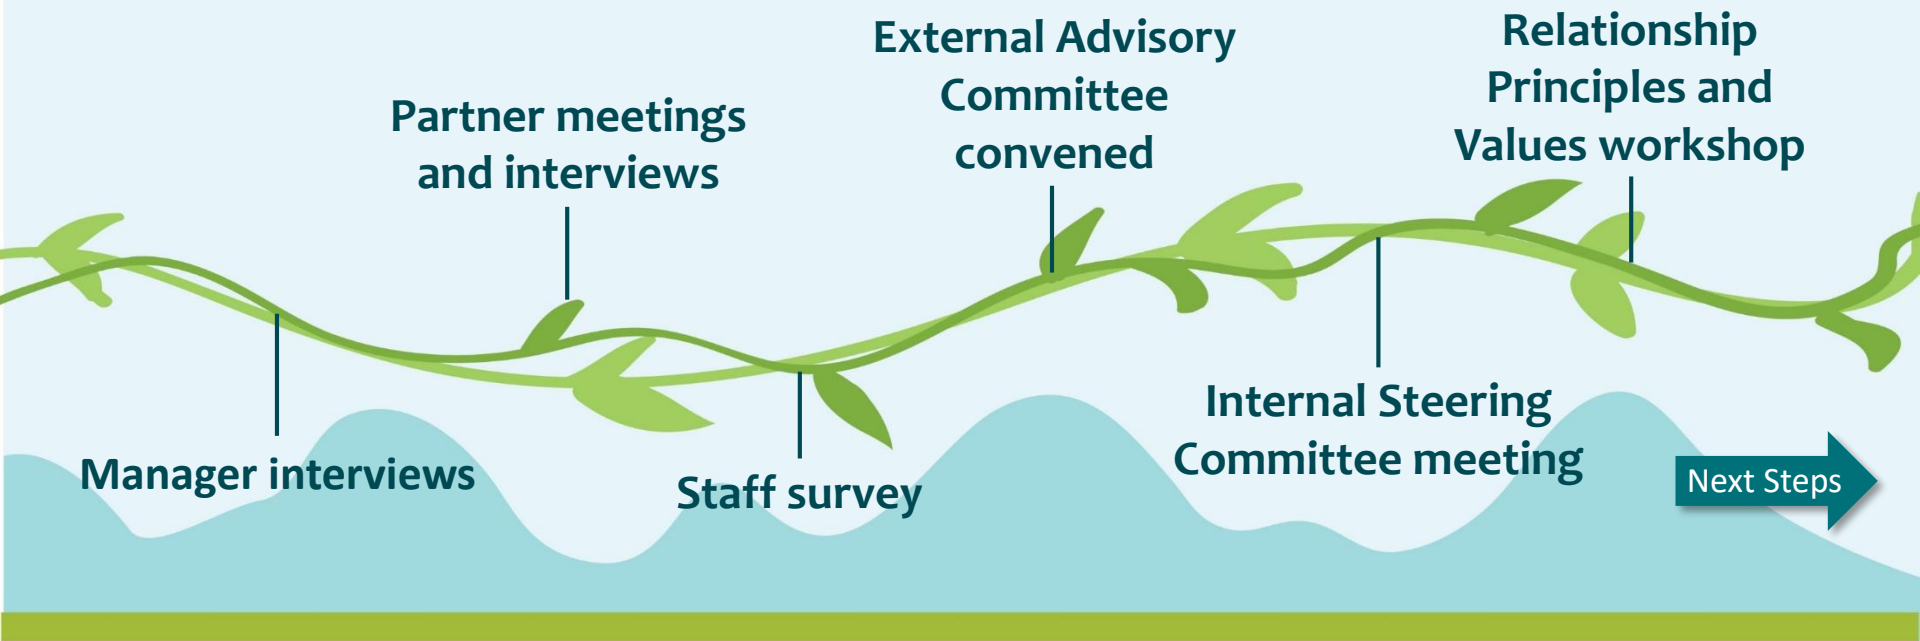 Manager interviews
Partner meetings
and interviews
Staff survey
External Advisory
Committee
convened
Internal Steering
Committee meeting
Relationship
Principles and
Values workshop
Next Steps